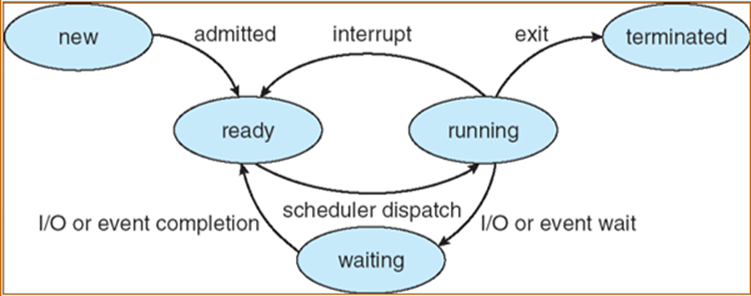 new
admitted
interrupt
exit
terminated
ready
running
scheduler dispatch
I/O or event completion
I/O or event wait
waiting